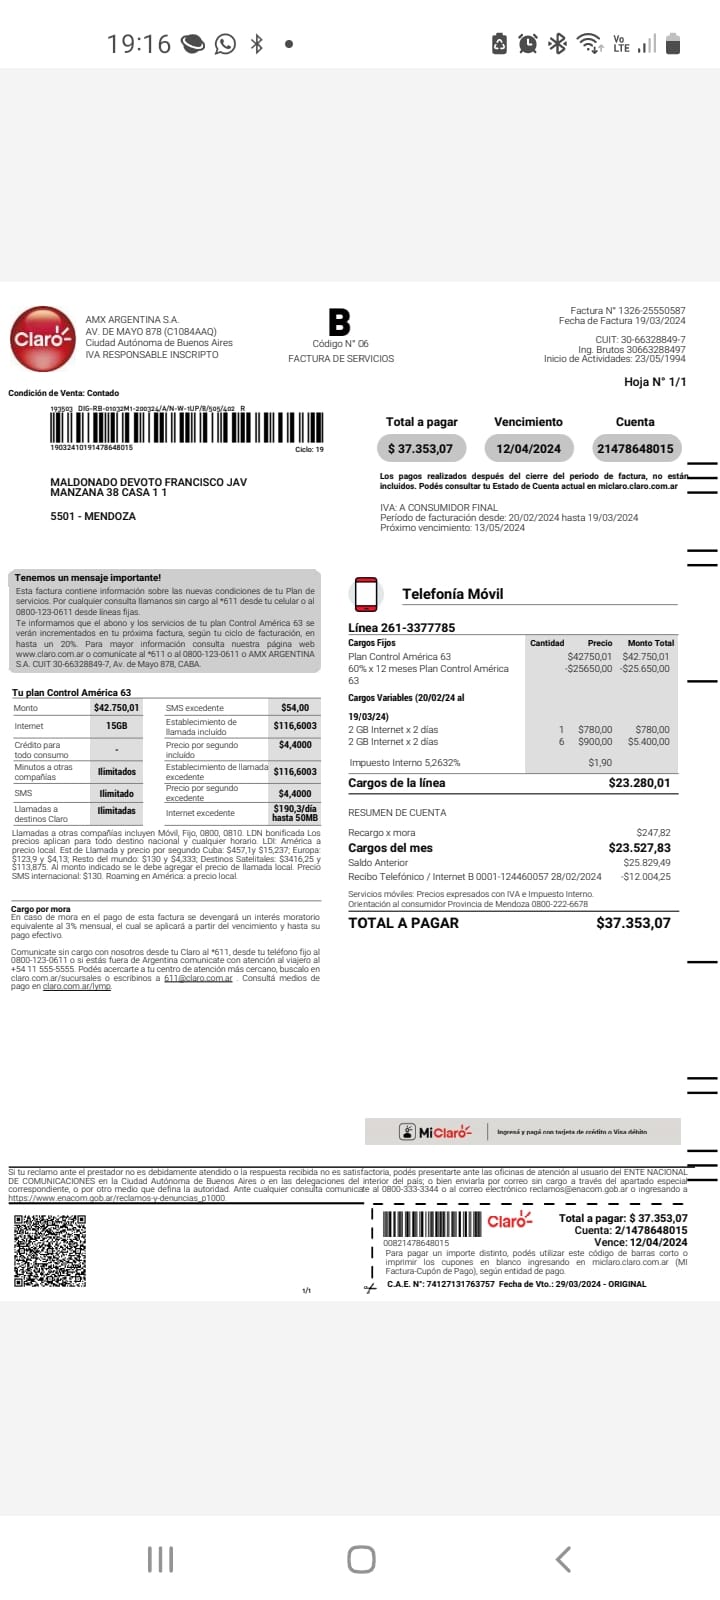 19:16
Vo
LTE
Claro
AMX ARGENTINA S.A.
AV. DE MAYO 878 (C1084AAQ)
Ciudad Autónoma de Buenos Aires
IVA RESPONSABLE INSCRIPTO
B
Código N° 06
FACTURA DE SERVICIOS
Factura N° 1326-25550587
Fecha de Factura 19/03/2024
CUIT: 30-66328849-7
Ing. Brutos 30663288497
Inicio de Actividades: 23/05/1994
Hoja N° 1/1
Condición de Venta: Contado
193503 DIG-RB-01032M1-200324/A/N-W-1UP/B/505/402 R
19032410191478648015
Ciclo: 19
Total a pagar Vencimiento Cuenta
$ 37.353,07 12/04/2024 21478648015
MALDONADO DEVOTO FRANCISCO JAV
MANZANA 38 CASA 1 1
5501 - MENDOZA
Los pagos realizados después del cierre del periodo de factura, no están
incluidos. Podés consultar tu Estado de Cuenta actual en miclaro.claro.com.ar
IVA: A CONSUMIDOR FINAL
Período de facturación desde: 20/02/2024 hasta 19/03/2024
Próximo vencimiento: 13/05/2024
Tenemos un mensaje importante!
Esta factura contiene información sobre las nuevas condiciones de tu Plan de
servicios. Por cualquier consulta llamanos sin cargo al *611 desde tu celular o al
0800-123-0611 desde líneas fijas.
Te informamos que el abono y los servicios de tu plan Control América 63 se
verán incrementados en tu próxima factura, según tu ciclo de facturación, en
hasta un 20%. Para mayor información consulta nuestra página web
www.claro.com.ar o comunícate al *611 o al 0800-123-0611 o AMX ARGENTINA
S.A. CUIT 30-66328849-7, Av. de Mayo 878, CABA.
Tu plan Control América 63
Monto $42.750,01 SMS excedente $54,00
Internet 15GB Establecimiento de
llamada incluído $116,6003
Crédito para
todo consumo - Precio por segundo
incluído $4,4000
Minutos a otras
compañías Ilimitados Establecimiento de llamada
excedente $116,6003
SMS Ilimitado Precio por segundo
excedente $4,4000
Llamadas a
destinos Claro Ilimitadas Internet excedente $190,3/día
hasta 50MB
Llamadas a otras compañías incluyen Móvil, Fijo, 0800, 0810. LDN bonificada Los
precios aplican para todo destino nacional y cualquier horario. LDI: América a
precio local. Est.de Llamada y precio por segundo Cuba: $457,1y $15,237; Europa:
$123,9 y $4,13; Resto del mundo: $130 y $4,333; Destinos Satelitales: $3416,25 y
$113,875. Al monto indicado se le debe agregar el precio de llamada local. Precio
SMS internacional: $130. Roaming en América: a precio local.
Cargo por mora
En caso de mora en el pago de esta factura se devengará un interés moratorio
equivalente al 3% mensual, el cual se aplicará a partir del vencimiento y hasta su
pago efectivo.
Comunicate sin cargo con nosotros desde tu Claro al *611, desde tu teléfono fijo al
0800-123-0611 o si estás fuera de Argentina comunicate con atención al viajero al
+54 11 555-5555. Podés acercarte a tu centro de atención más cercano, buscalo en
claro.com.ar/sucursales o escribinos a 611@claro.com.ar . Consultá medios de
pago en claro.com.ar/lymp.
Telefonía Móvil
Línea 261-3377785
Cargos Fijos Cantidad Precio Monto Total
Plan Control América 63 $42750,01 $42.750,01
60% x 12 meses Plan Control América
63 -$25650,00 -$25.650,00
Cargos Variables (20/02/24 al
19/03/24)
2 GB Internet x 2 días 1 $780,00 $780,00
2 GB Internet x 2 días 6 $900,00 $5.400,00
Impuesto Interno 5,2632% $1,90
Cargos de la línea $23.280,01
RESUMEN DE CUENTA
Recargo x mora $247,82
Cargos del mes $23.527,83
Saldo Anterior $25.829,49
Recibo Telefónico / Internet B 0001-124460057 28/02/2024 -$12.004,25
Servicios móviles: Precios expresados con IVA e Impuesto Interno.
Orientación al consumidor Provincia de Mendoza 0800-222-6678
TOTAL A PAGAR $37.353,07
MiClaro
Ingresá y pagá con tarjeta de crédito o Visa débito
Si tu reclamo ante el prestador no es debidamente atendido o la respuesta recibida no es satisfactoria, podés presentarte ante las oficinas de atención al usuario del ENTE NACIONAL
DE COMUNICACIONES en la Ciudad Autónoma de Buenos Aires o en las delegaciones del interior del país; o bien enviarla por correo sin cargo a través del apartado especial
correspondiente, o por otro medio que defina la autoridad. Ante cualquier consulta comunicate al 0800-333-3344 o al correo electrónico reclamos@enacom.gob.ar o ingresando a
https://www.enacom.gob.ar/reclamos-y-denuncias_p1000
00821478648015
Claro
Total a pagar: $ 37.353,07
Cuenta: 2/1478648015
Vence: 12/04/2024
Para pagar un importe distinto, podés utilizar este código de barras corto o
imprimir los cupones en blanco ingresando en miclaro.claro.com.ar (MI
Factura-Cupón de Pago), según entidad de pago.
C.A.E. N°: 74127131763757 Fecha de Vto.: 29/03/2024 - ORIGINAL
1/1